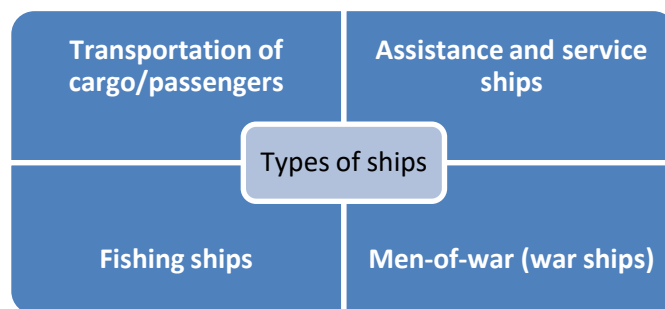 Transportation of
cargo/passengers
Assistance and service
ships
Types of ships
Fishing ships
Men-of-war (war ships)